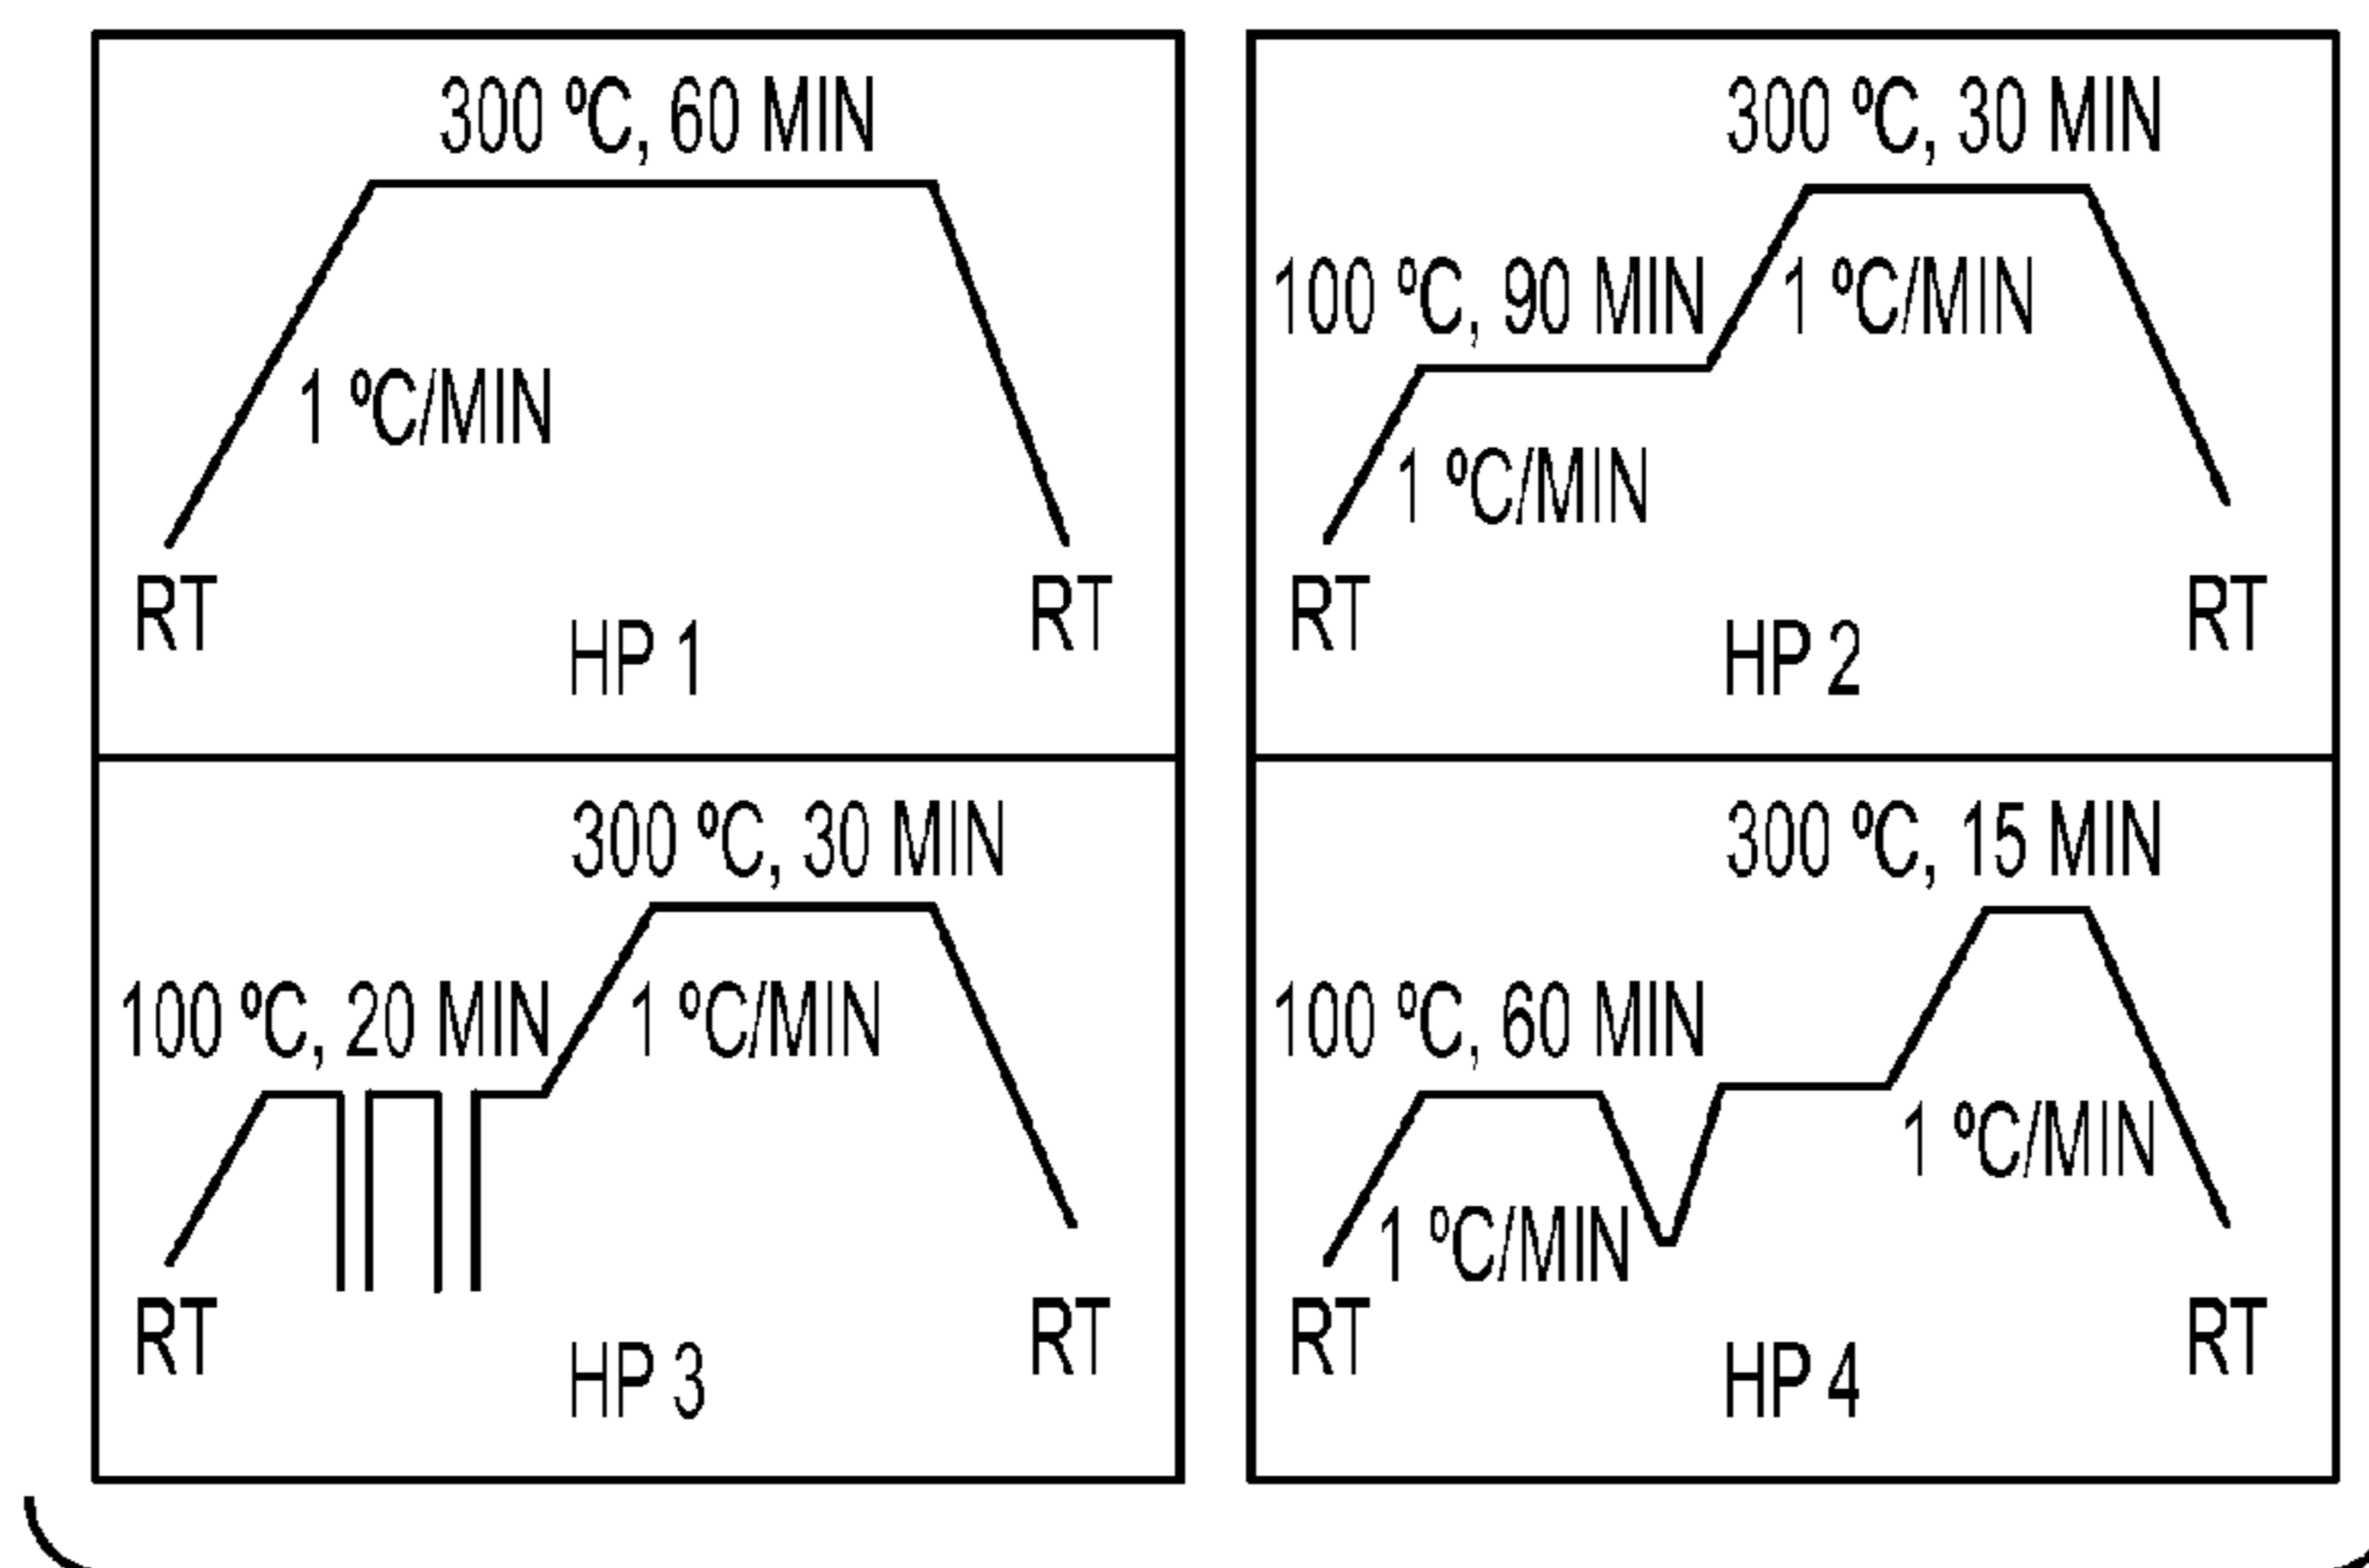 300 ºC, 60 MIN
1 ºC/MIN
RT
RT
HP 1
300 ºC, 30 MIN
100 ºC, 90 MIN
1 ºC/MIN
1 ºC/MIN
RT
RT
HP 2
300 ºC, 30 MIN
100 ºC, 20 MIN
1 ºC/MIN
RT
RT
HP 3
300 ºC, 15 MIN
100 ºC, 60 MIN
1 ºC/MIN
1 ºC/MIN
RT
RT
HP 4